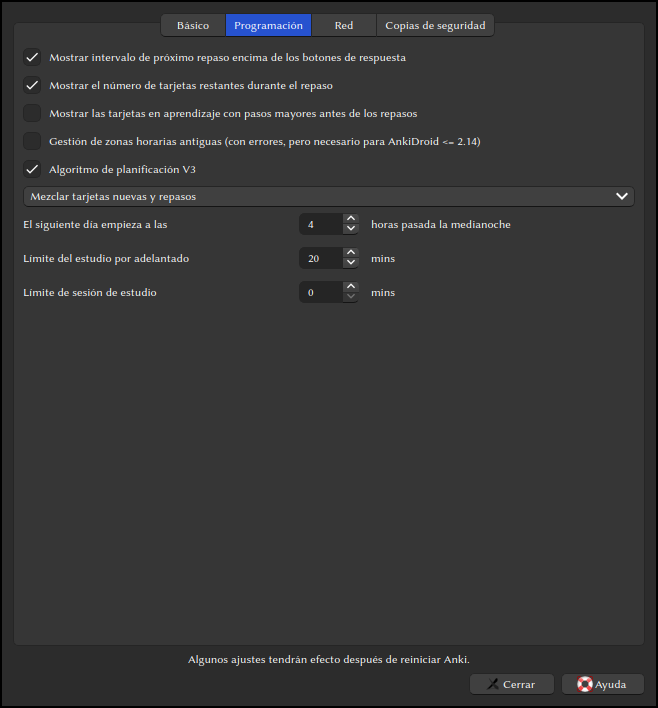 Básico Programación Red Copias de seguridad
Mostrar intervalo de próximo repaso encima de los botones de respuesta
Mostrar el número de tarjetas restantes durante el repaso
Mostrar las tarjetas en aprendizaje con pasos mayores antes de los repasos
Gestión de zonas horarias antiguas (con errores, pero necesario para AnkiDroid <= 2.14)
Algoritmo de planificación V3
Mezclar tarjetas nuevas y repasos
El siguiente día empieza a las 4 horas pasada la medianoche
Límite del estudio por adelantado 20 mins
Límite de sesión de estudio 0 mins
Algunos ajustes tendrán efecto después de reiniciar Anki.
Cerrar Ayuda